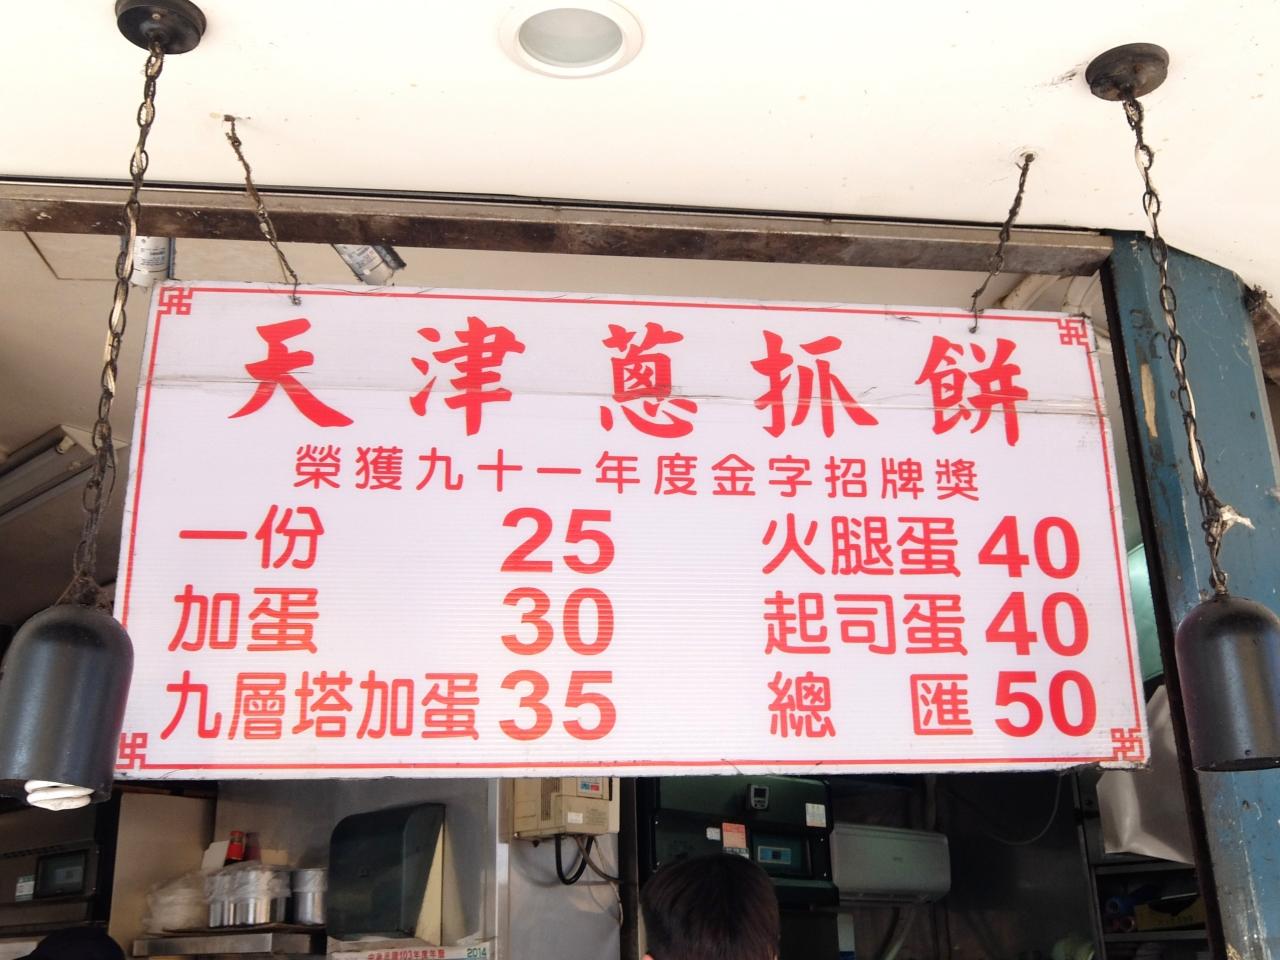 天津蔥抓餅
榮獲九十一年度金字招牌獎
一份 25
加蛋 30
九層塔加蛋 35
火腿蛋 40
起司蛋 40
總匯 50
2014